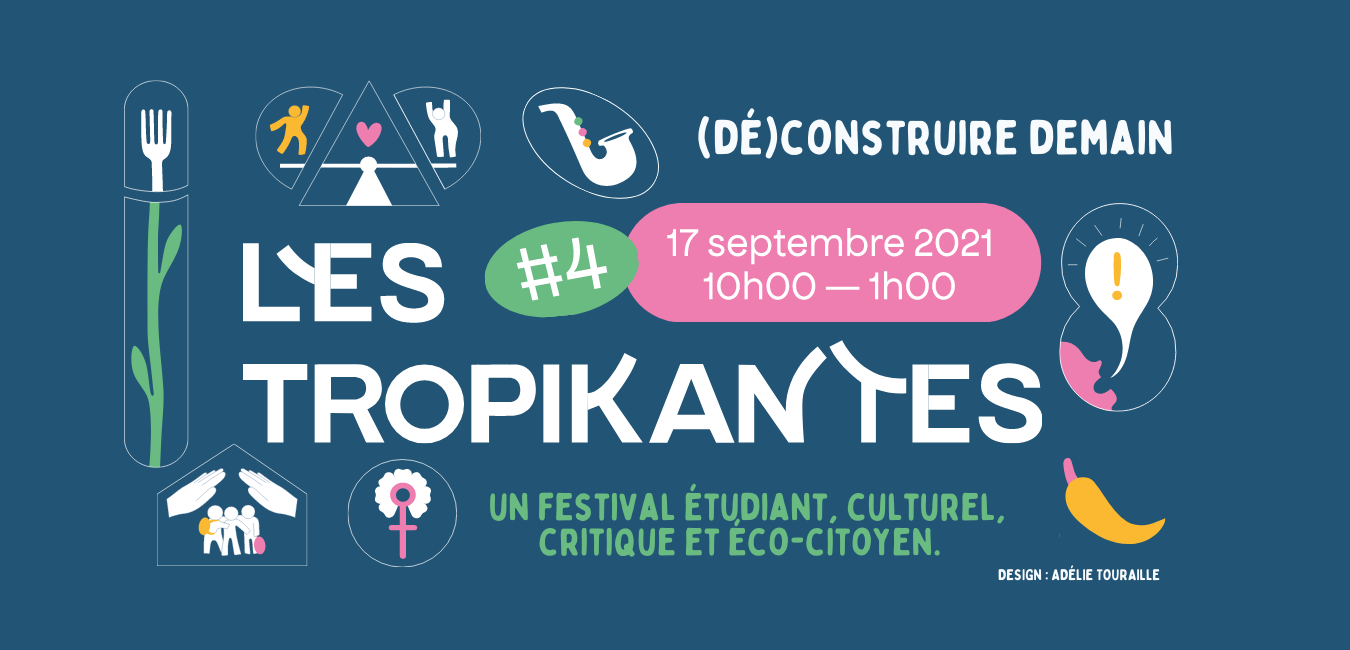 (DÉ)CONSTRUIRE DEMAIN
LES
#4
17 septembre 2021
10h00 — 1h00
!
TROPIKANTES
UN FESTIVAL ÉTUDIANT, CULTUREL,
CRITIQUE ET ÉCO-CITOYEN.
DESIGN : ADÉLIE TOURAILLE